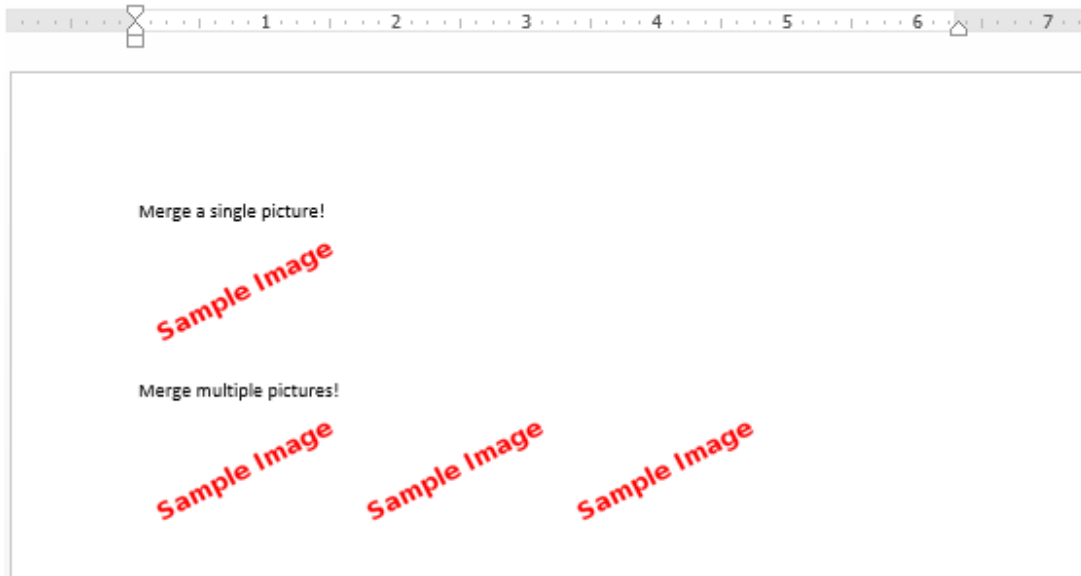 1 2 3 4 5 6 7
Merge a single picture!
Sample Image
Merge multiple pictures!
Sample Image Sample Image Sample Image